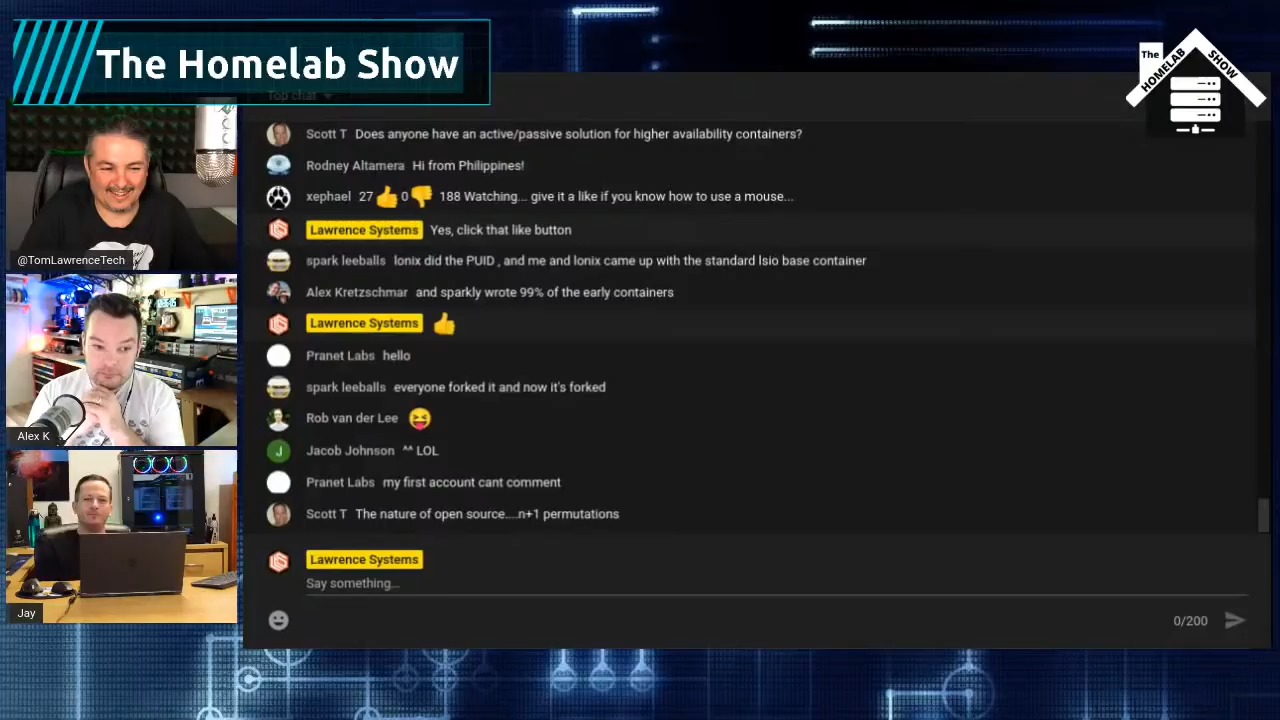 The Homelab Show
The
HOMELAB
SHOW
Top chat
@TomLawrenceTech
Alex K
Jay
Scott T Does anyone have an active/passive solution for higher availability containers?
Rodney Altamera Hi from Philippines!
xephael 27 👍 0 👎 188 Watching... give it a like if you know how to use a mouse...
Lawrence Systems Yes, click that like button
spark leeballs lonix did the PUID , and me and lonix came up with the standard lsio base container
Alex Kretzschmar and sparkly wrote 99% of the early containers
Lawrence Systems 👍
Pranet Labs hello
spark leeballs everyone forked it and now it's forked
Rob van der Lee 😝
J Jacob Johnson ^^ LOL
Pranet Labs my first account cant comment
Scott T The nature of open source....n+1 permutations
Lawrence Systems
Say something...
0/200